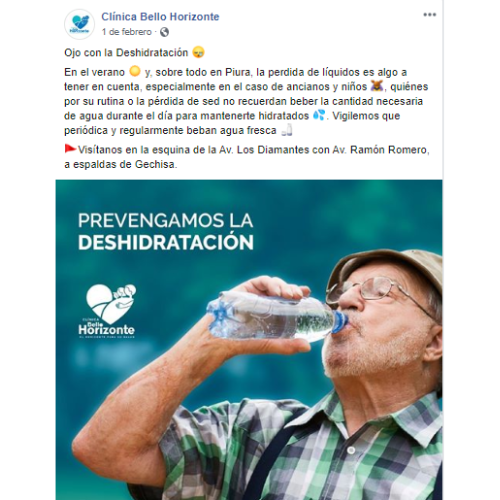 Clínica Bello Horizonte
1 de febrero ·
Ojo con la Deshidratación
En el verano y, sobre todo en Piura, la perdida de líquidos es algo a
tener en cuenta, especialmente en el caso de ancianos y niños , quiénes
por su rutina o la pérdida de sed no recuerdan beber la cantidad necesaria
de agua durante el día para mantenerte hidratados . Vigilemos que
periódica y regularmente beban agua fresca
Visítanos en la esquina de la Av. Los Diamantes con Av. Ramón Romero,
a espaldas de Gechisa.
PREVENGAMOS LA
DESHIDRATACIÓN
CLÍNICA
Bello
Horizonte